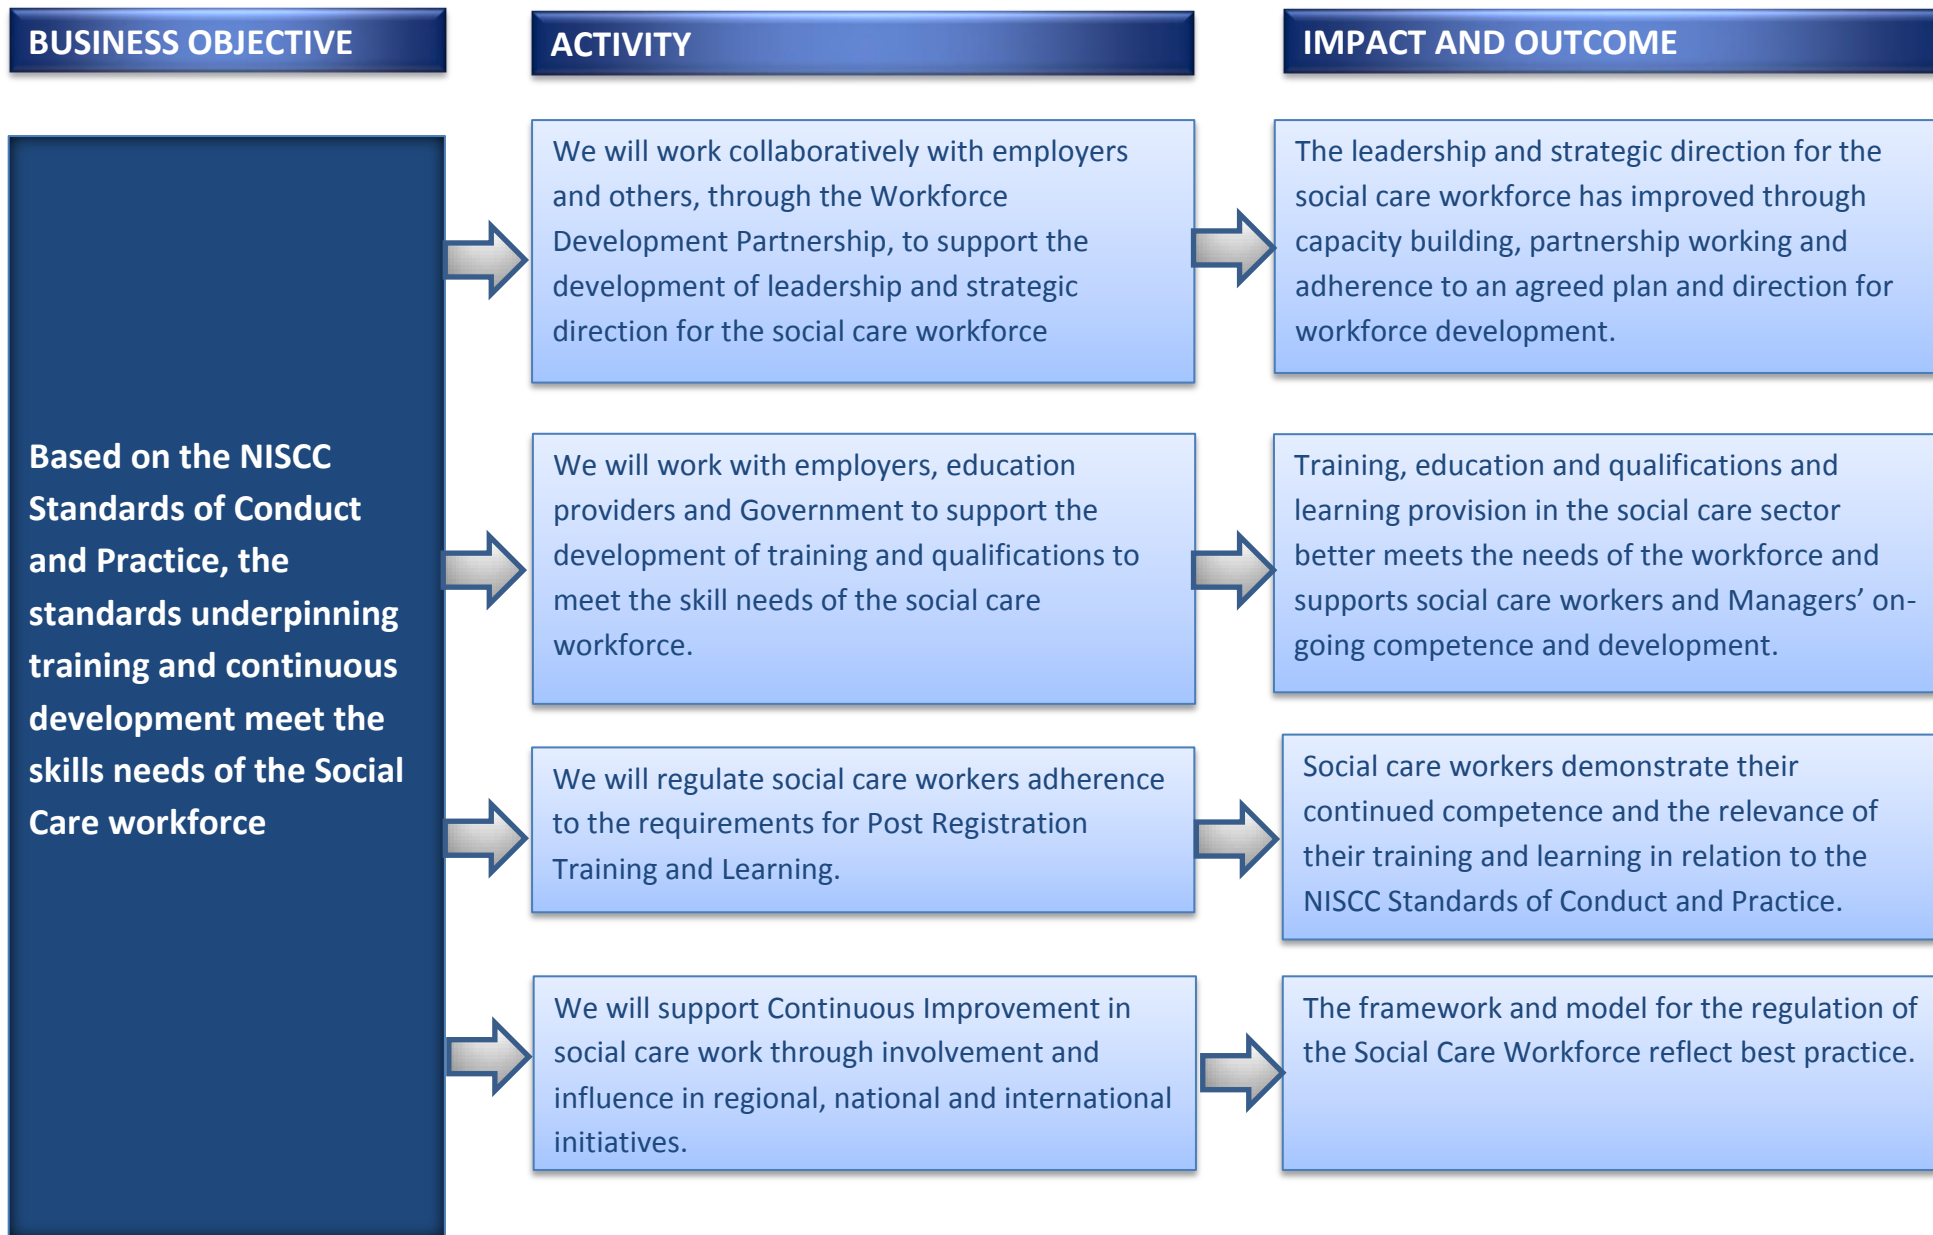 BUSINESS OBJECTIVE
ACTIVITY
IMPACT AND OUTCOME
Based on the NISCC
Standards of Conduct
and Practice, the
standards underpinning
training and continuous
development meet the
skills needs of the Social
Care workforce
We will work collaboratively with employers
and others, through the Workforce
Development Partnership, to support the
development of leadership and strategic
direction for the social care workforce
The leadership and strategic direction for the
social care workforce has improved through
capacity building, partnership working and
adherence to an agreed plan and direction for
workforce development.
We will work with employers, education
providers and Government to support the
development of training and qualifications to
meet the skill needs of the social care
workforce.
Training, education and qualifications and
learning provision in the social care sector
better meets the needs of the workforce and
supports social care workers and Managers’ on-
going competence and development.
We will regulate social care workers adherence
to the requirements for Post Registration
Training and Learning.
Social care workers demonstrate their
continued competence and the relevance of
their training and learning in relation to the
NISCC Standards of Conduct and Practice.
We will support Continuous Improvement in
social care work through involvement and
influence in regional, national and international
initiatives.
The framework and model for the regulation of
the Social Care Workforce reflect best practice.